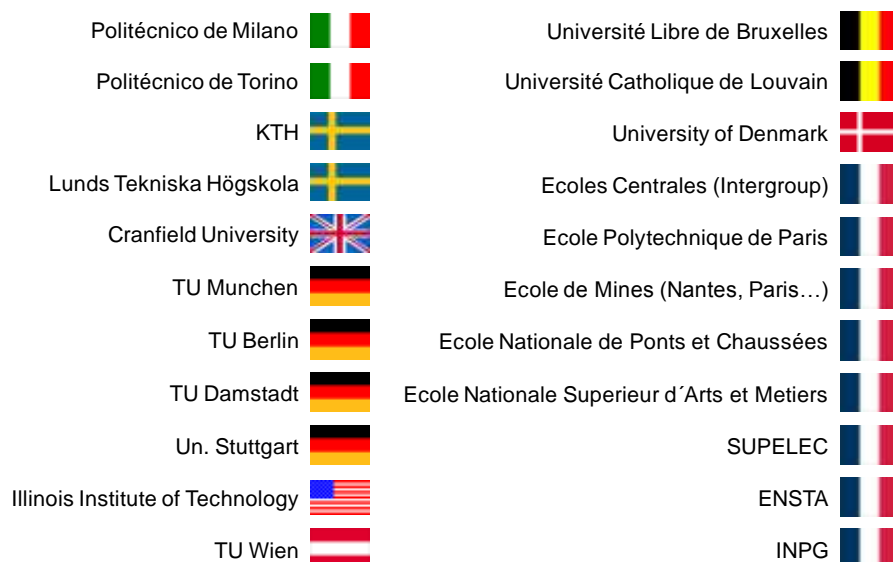 Politécnico de Milano
Politécnico de Torino
KTH
Lunds Tekniska Högskola
Cranfield University
TU Munchen
TU Berlin
TU Damstadt
Un. Stuttgart
Illinois Institute of Technology
TU Wien
Université Libre de Bruxelles
Université Catholique de Louvain
University of Denmark
Ecoles Centrales (Intergroup)
Ecole Polytechnique de Paris
Ecole de Mines (Nantes, Paris…)
Ecole Nationale de Ponts et Chaussées
Ecole Nationale Superieur d´Arts et Metiers
SUPELEC
ENSTA
INPG